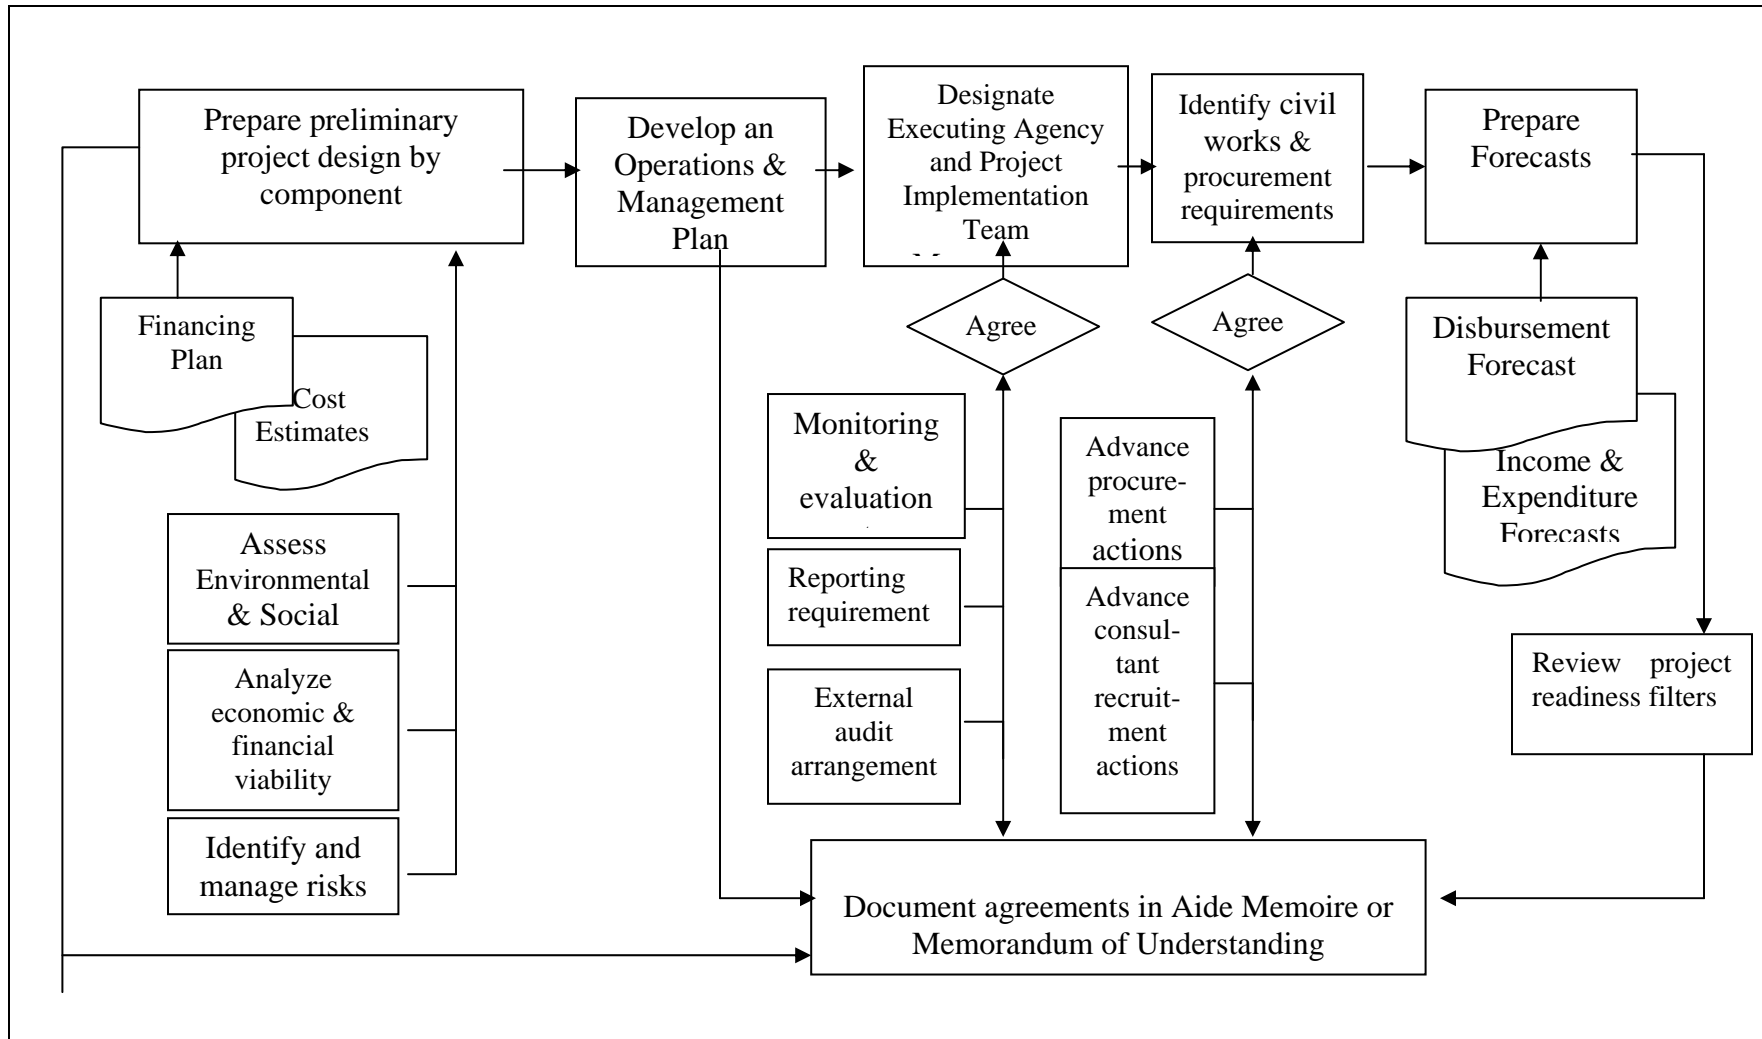 Prepare preliminary
project design by
component
Develop an
Operations &
Management
Plan
Designate
Executing Agency
and Project
Implementation
Team
Identify civil
works &
procurement
requirements
Prepare
Forecasts
Financing
Plan
Cost
Estimates
Agree
Agree
Disbursement
Forecast
Income &
Expenditure
Forecasts
Monitoring
&
evaluation
Advance
procure-
ment
actions
Assess
Environmental
& Social
Reporting
requirement
Advance
consul-
tant
recruit-
ment
actions
Review project
readiness filters
Analyze
economic &
financial
viability
External
audit
arrangement
Identify and
manage risks
Document agreements in Aide Memoire or
Memorandum of Understanding